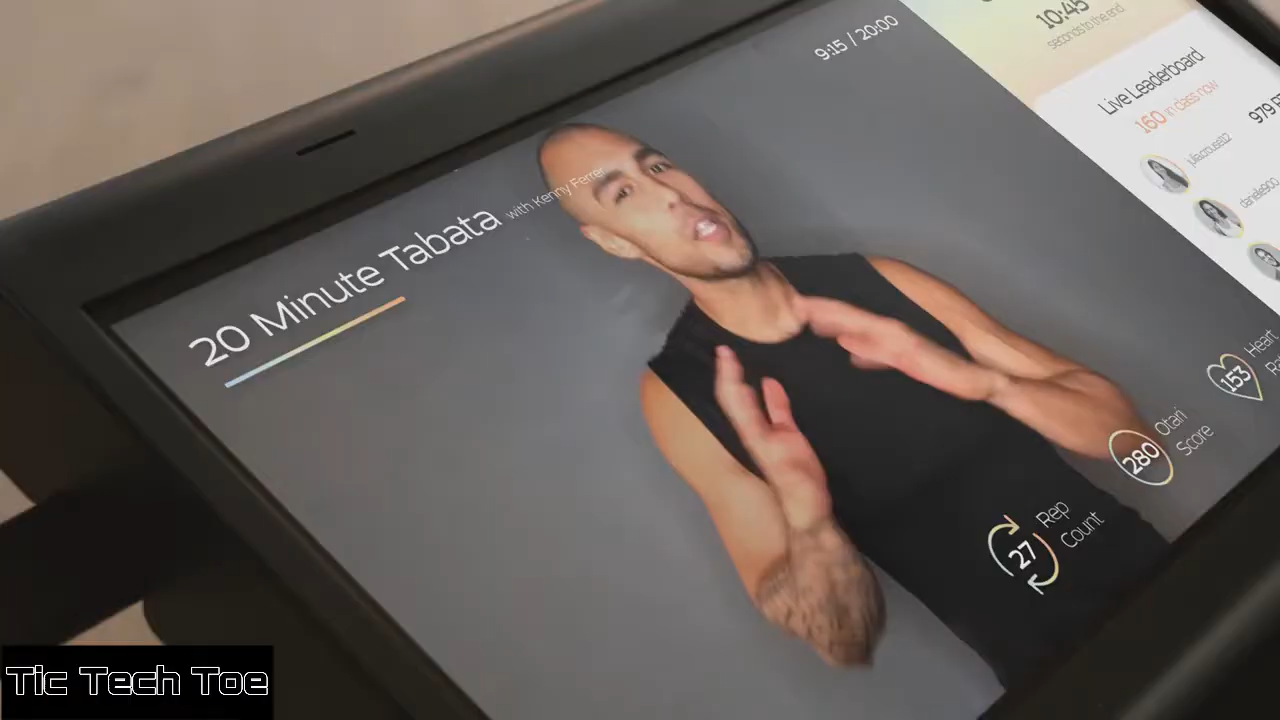 10:45
seconds to the end
9:15 / 20:00
Live Leaderboard
160 in class now
979
20 Minute Tabata with Kenny Ferrer
153
Heart
280
Otari
Score
27
Rep
Count
Tic Tech Toe